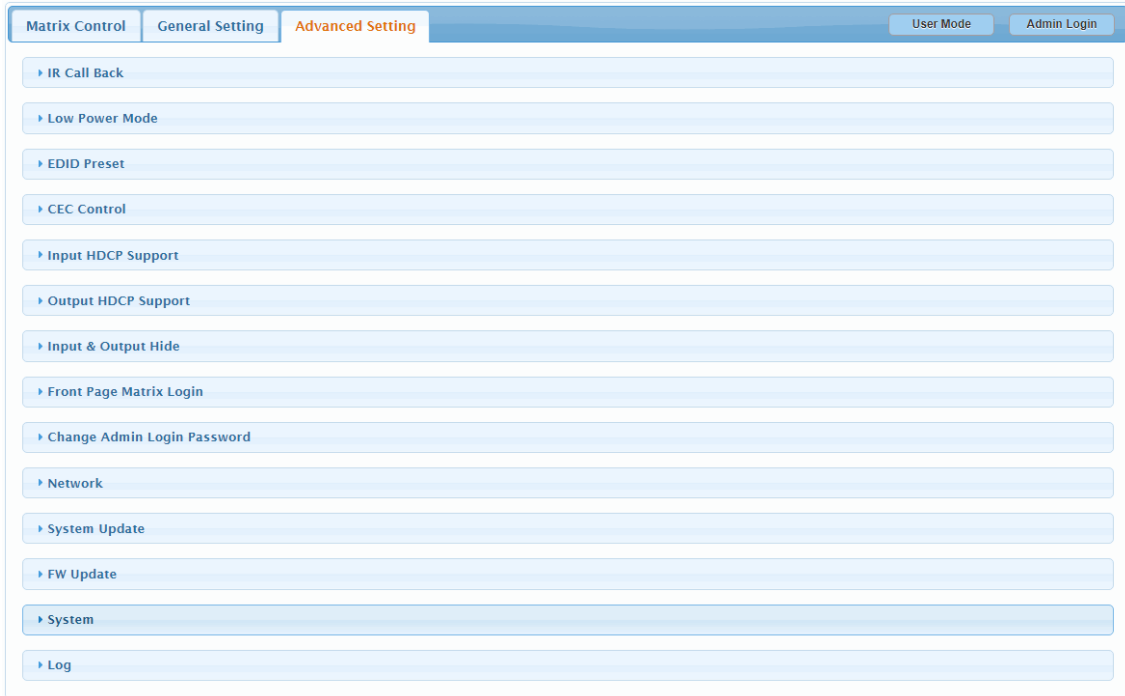 Matrix Control General Setting Advanced Setting User Mode Admin Login
IR Call Back
Low Power Mode
EDID Preset
CEC Control
Input HDCP Support
Output HDCP Support
Input & Output Hide
Front Page Matrix Login
Change Admin Login Password
Network
System Update
FW Update
System
Log